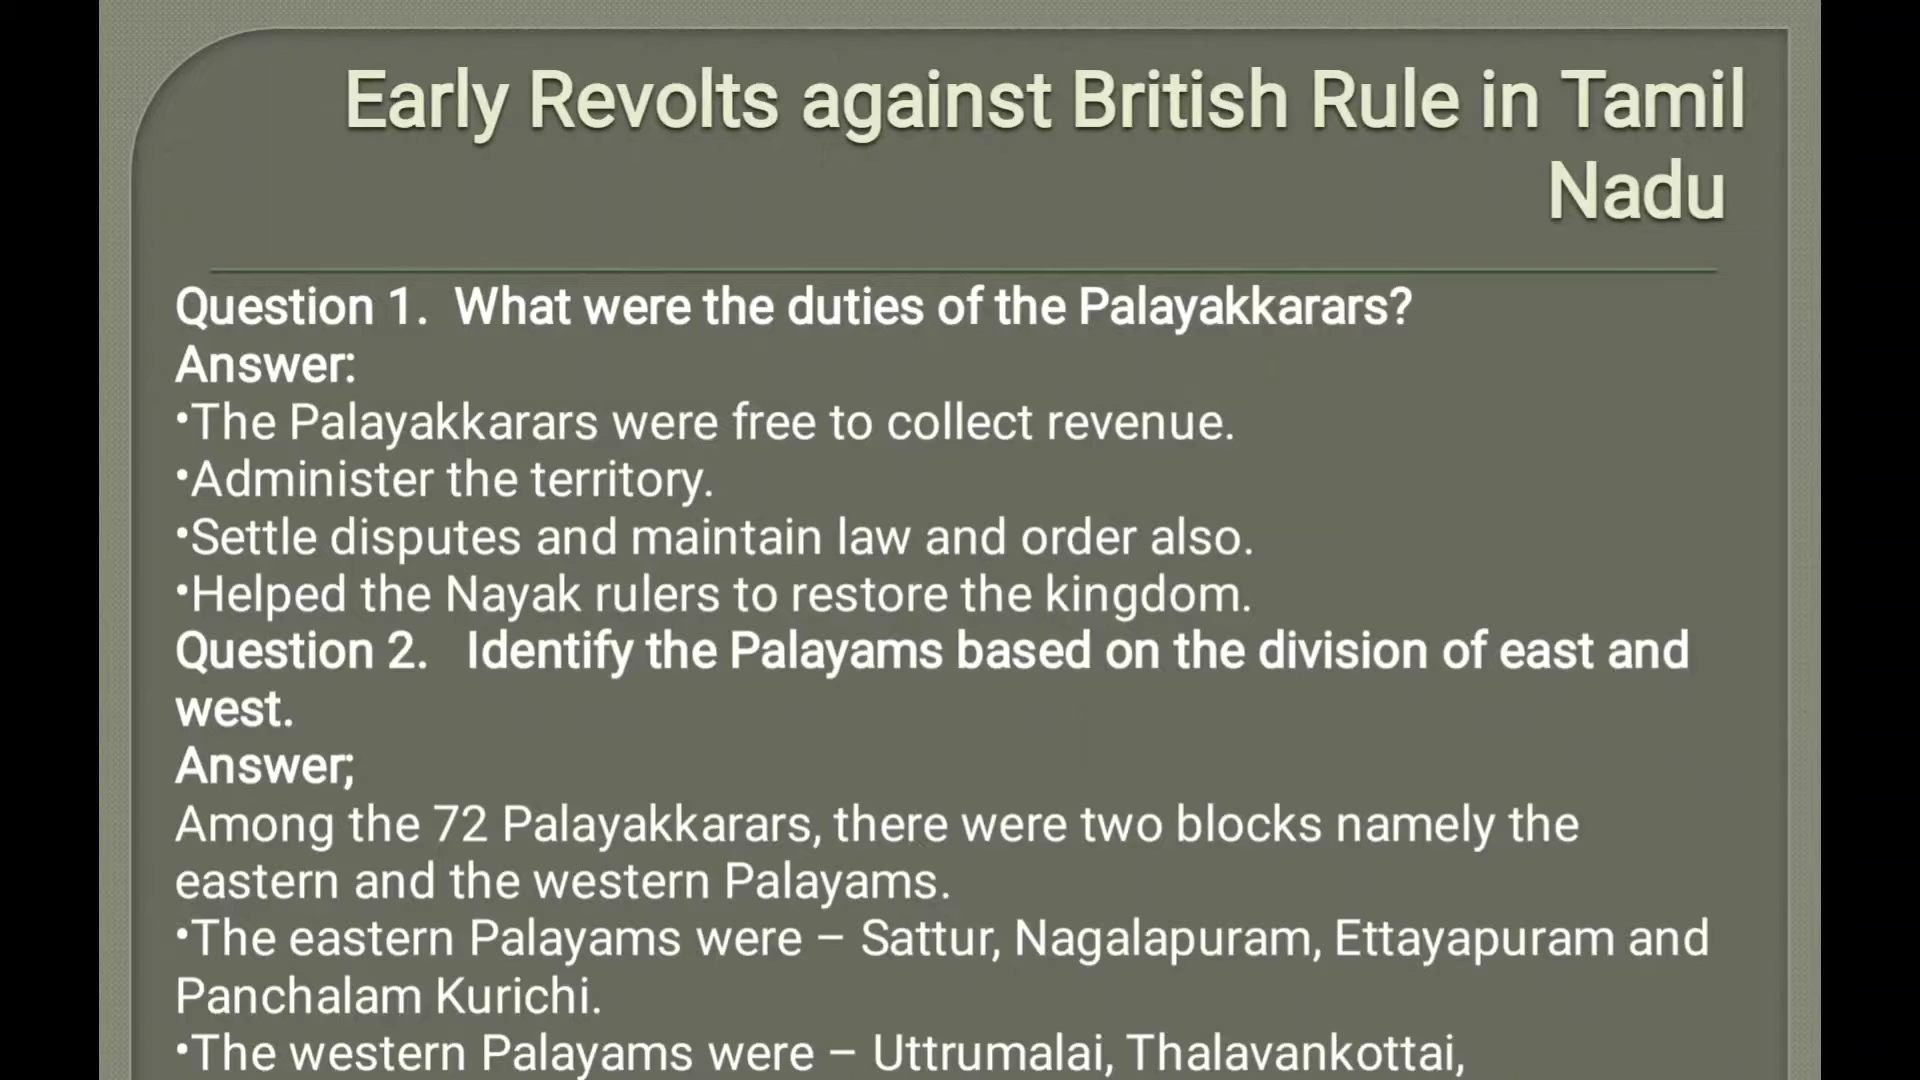 Early Revolts against British Rule in Tamil
Nadu
Question 1.  What were the duties of the Palayakkarars?
Answer:
•The Palayakkarars were free to collect revenue.
•Administer the territory.
•Settle disputes and maintain law and order also.
•Helped the Nayak rulers to restore the kingdom.
Question 2.   Identify the Palayams based on the division of east and
west.
Answer;
Among the 72 Palayakkarars, there were two blocks namely the
eastern and the western Palayams.
•The eastern Palayams were – Sattur, Nagalapuram, Ettayapuram and
Panchalam Kurichi.
•The western Palayams were – Uttrumalai, Thalavankottai,